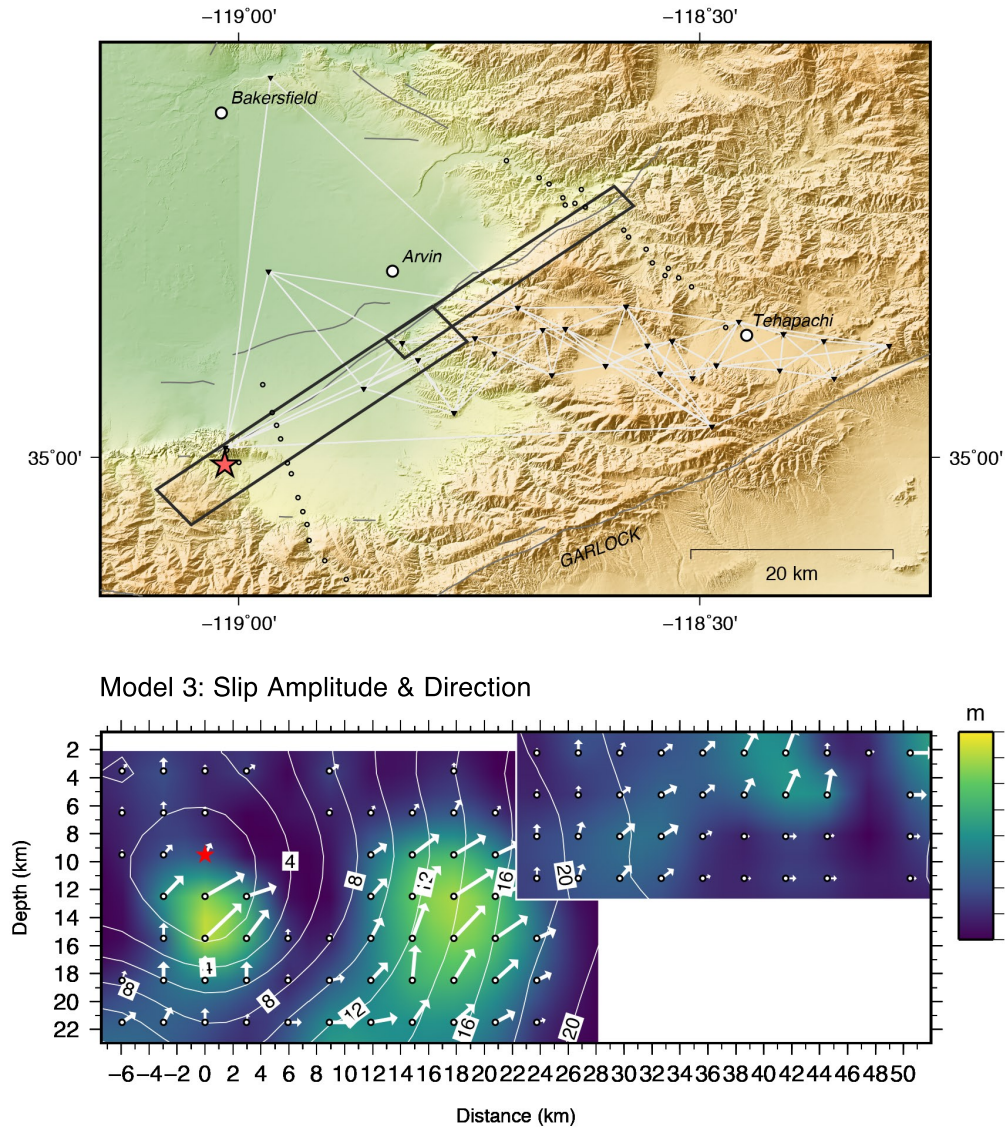 −119˚00' −118˚30'
Bakersfield
Arvin
Tehapachi
35˚00' 35˚00'
GARLOCK
20 km
−119˚00' −118˚30'
Model 3: Slip Amplitude & Direction
m
2
4
6
8
10
12
14
16
18
20
22
Depth (km)
4
8
12
16
20
8
8
12
16
20
−6 −4 −2 0 2 4 6 8 10 12 14 16 18 20 22 24 26 28 30 32 34 36 38 40 42 44 46 48 50
Distance (km)